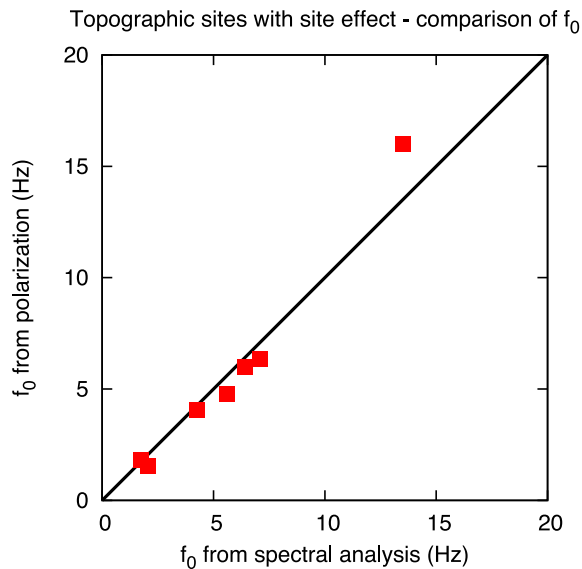 Topographic sites with site effect - comparison of f0
20
15
10
5
0
0 5 10 15 20
f0 from polarization (Hz)
f0 from spectral analysis (Hz)